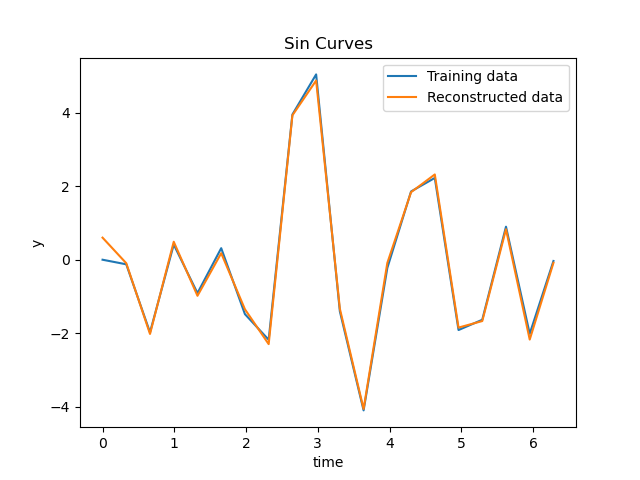 Sin Curves
Training data
Reconstructed data
y
4
2
0
−2
−4
0 1 2 3 4 5 6
time